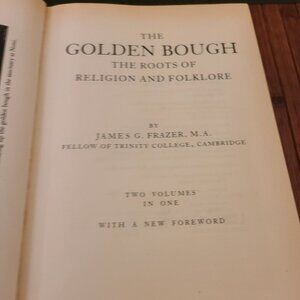 THE
GOLDEN BOUGH
THE ROOTS OF
RELIGION AND FOLKLORE
BY
JAMES G. FRAZER, M.A.
FELLOW OF TRINITY COLLEGE, CAMBRIDGE
TWO VOLUMES
IN ONE
WITH A NEW FOREWORD